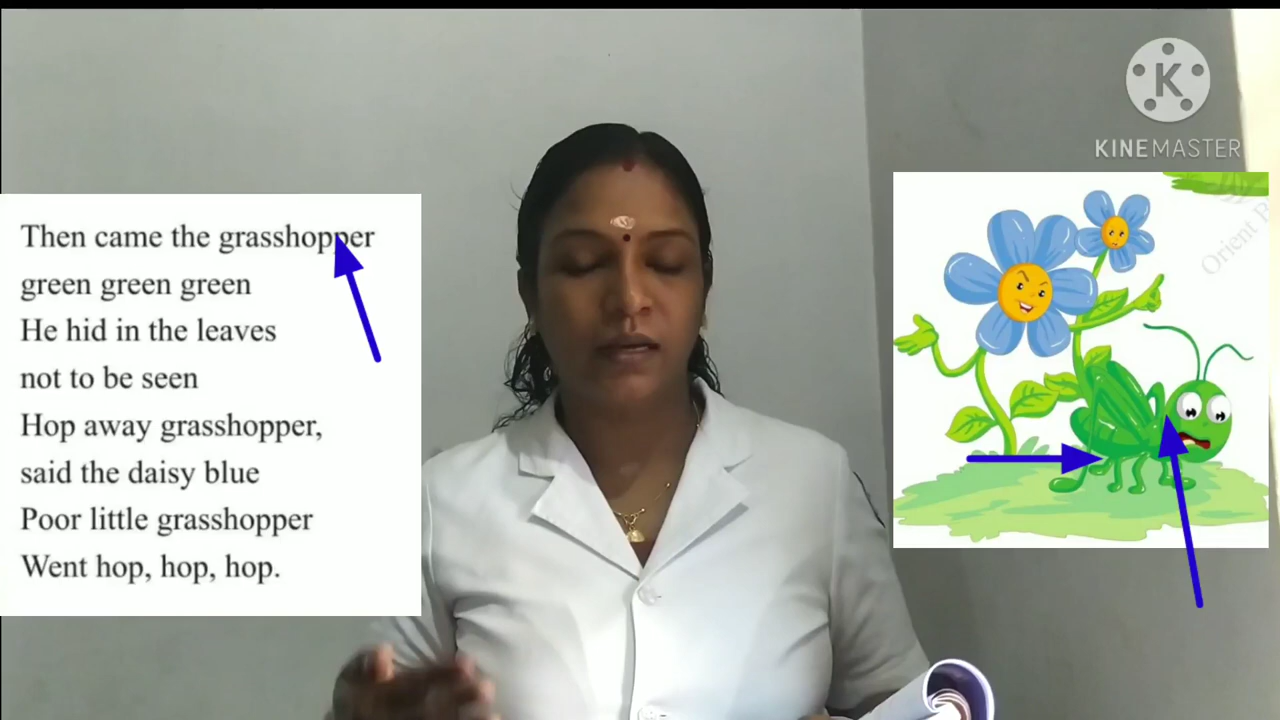 Then came the grasshopper
green green green
He hid in the leaves
not to be seen
Hop away grasshopper,
said the daisy blue
Poor little grasshopper
Went hop, hop, hop.
K
KINEMASTER
Orient